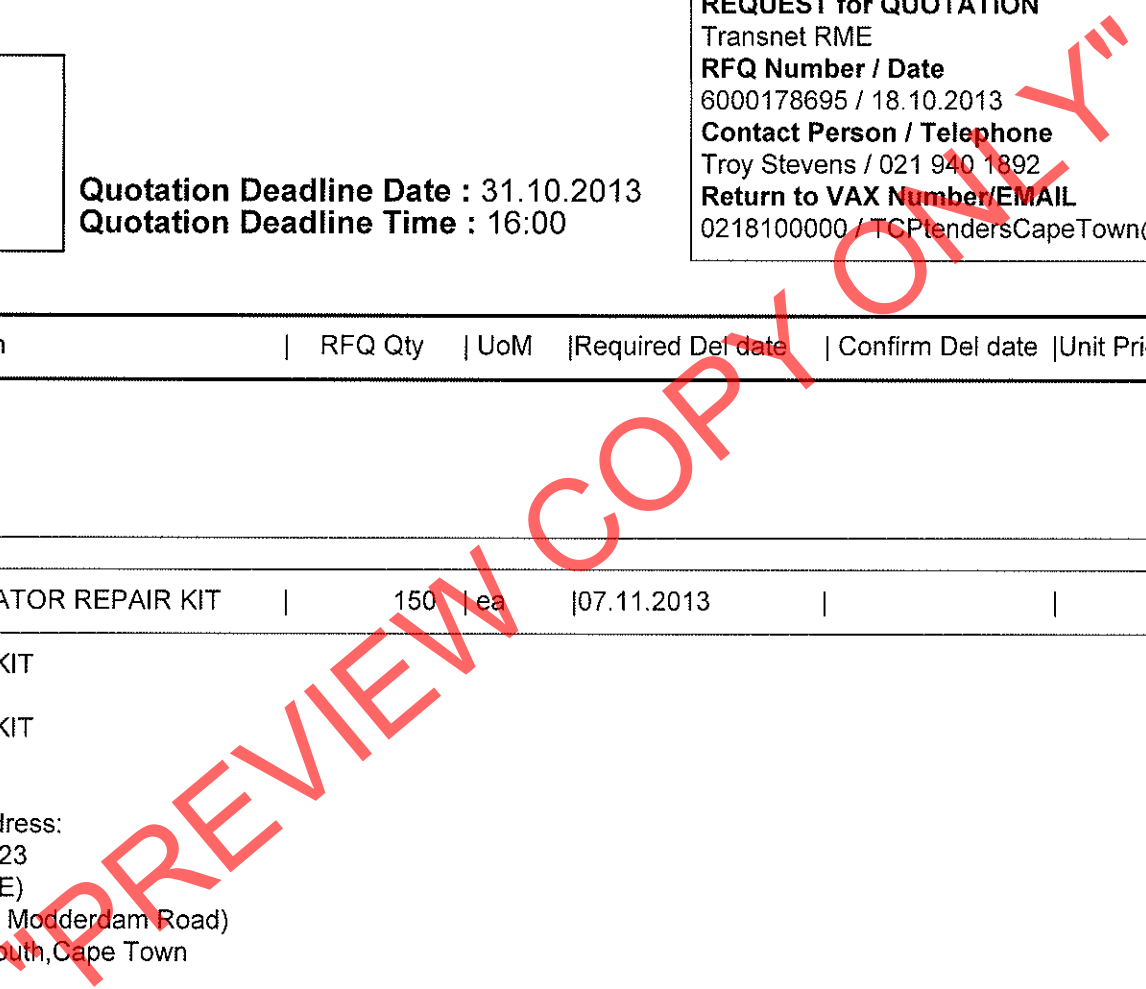 REQUEST for QUOTATION
Transnet RME
RFQ Number / Date
6000178695 / 18.10.2013
Contact Person / Telephone
Troy Stevens / 021 940 1892
Return to VAX Number/EMAIL
0218100000 / TCPtendersCapeTown@
Quotation Deadline Date : 31.10.2013
Quotation Deadline Time : 16:00
n | RFQ Qty | UoM |Required Del date | Confirm Del date |Unit Pri
ATOR REPAIR KIT | 150 | ea |07.11.2013 | |
KIT
KIT
dress:
23
E)
Modderdam Road)
outh,Cape Town
"PREVIEW COPY ONLY"